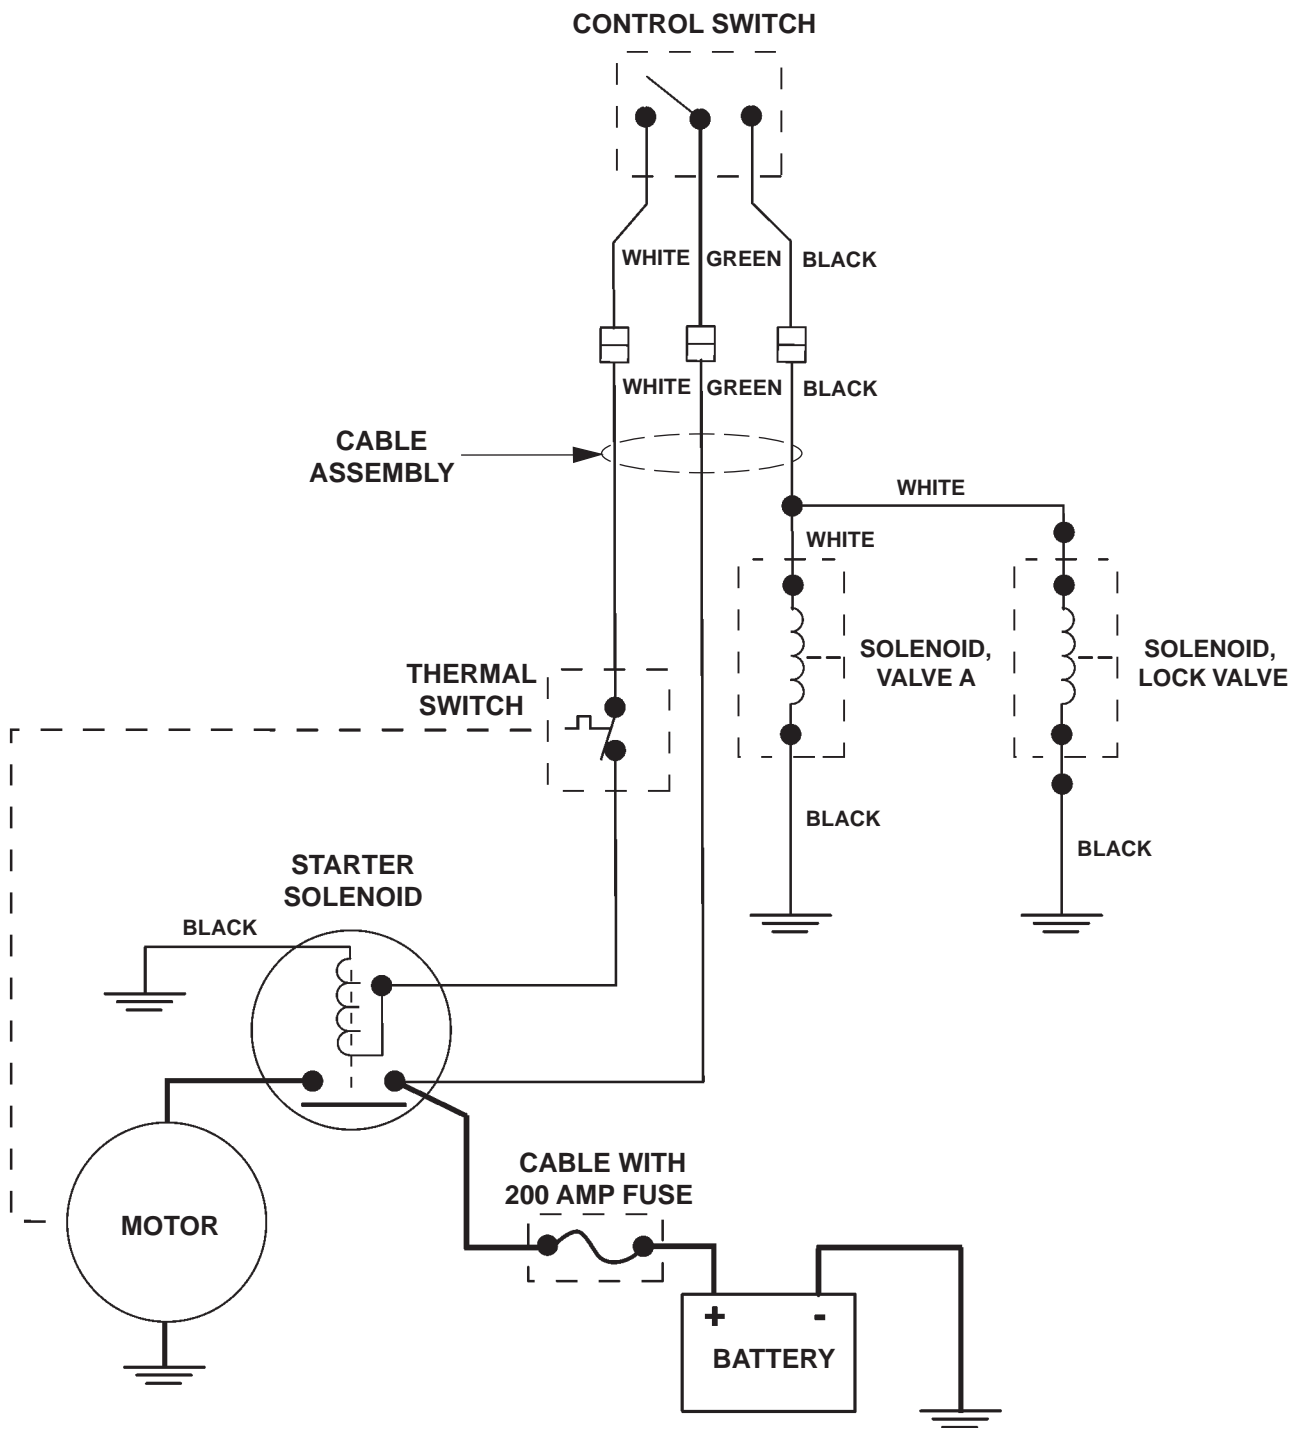 CONTROL SWITCH
WHITE GREEN BLACK
WHITE GREEN BLACK
CABLE
ASSEMBLY
WHITE
WHITE
SOLENOID,
VALVE A
SOLENOID,
LOCK VALVE
THERMAL
SWITCH
BLACK
BLACK
STARTER
SOLENOID
BLACK
CABLE WITH
200 AMP FUSE
MOTOR
+ -
BATTERY